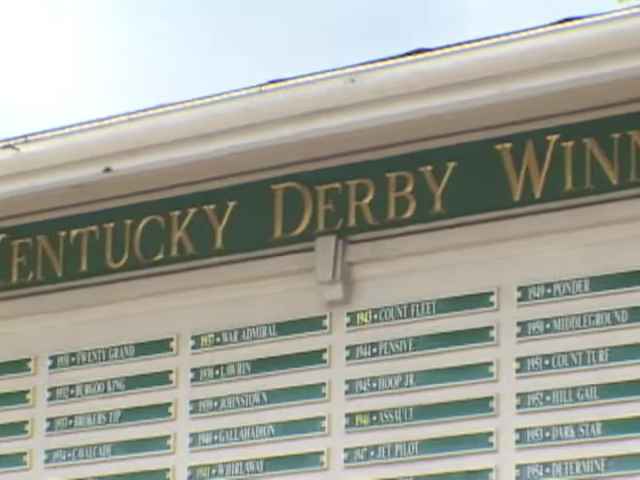 KENTUCKY DERBY WINN
1931 • TWENTY GRAND
1932 • BURGOO KING
1933 • BROKERS TIP
1934 • CAVALCADE
1937 • WAR ADMIRAL
1938 • LAWRIN
1939 • JOHNSTOWN
1940 • GALLAHADION
1941 • WHIRLAWAY
1943 • COUNT FLEET
1944 • PENSIVE
1945 • HOOP JR.
1946 • ASSAULT
1947 • JET PILOT
1949 • PONDER
1950 • MIDDLEGROUND
1951 • COUNT TURF
1952 • HILL GAIL
1953 • DARK STAR
1954 • DETERMINE